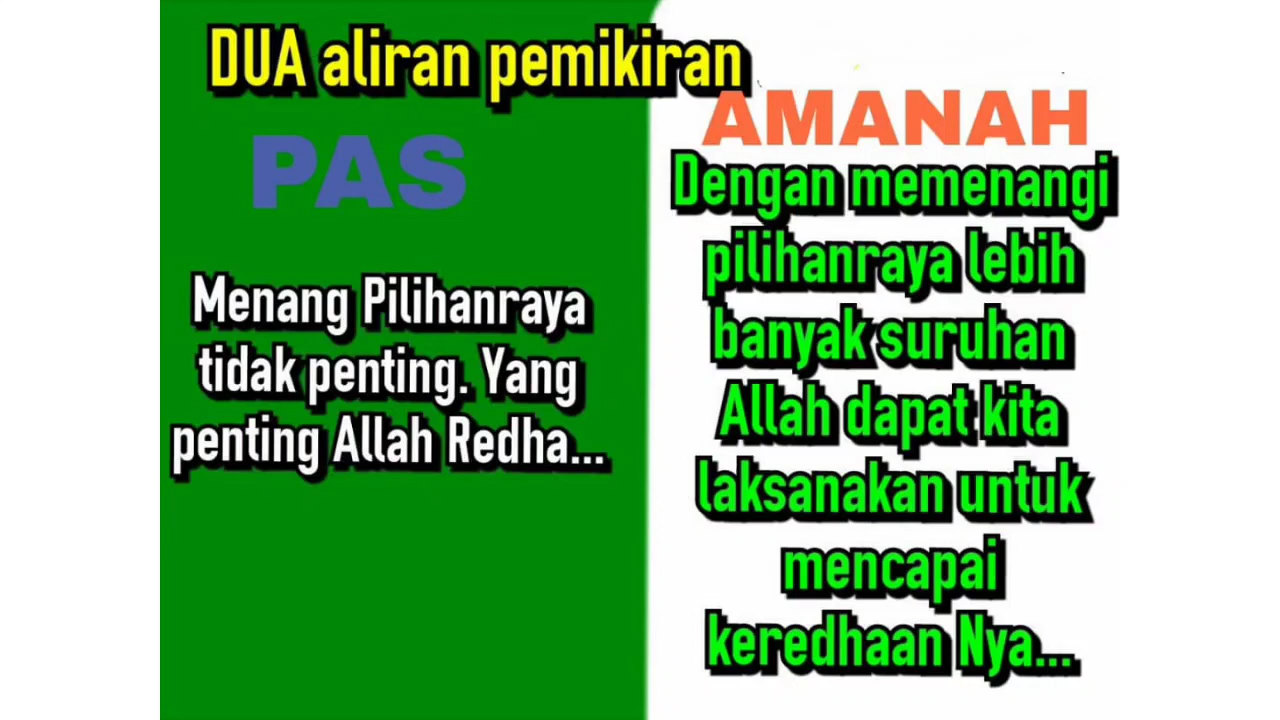 DUA aliran pemikiran
PAS
Menang Pilihanraya
tidak penting. Yang
penting Allah Redha...
AMANAH
Dengan memenangi
pilihanraya lebih
banyak suruhan
Allah dapat kita
laksanakan untuk
mencapai
keredhaan Nya...